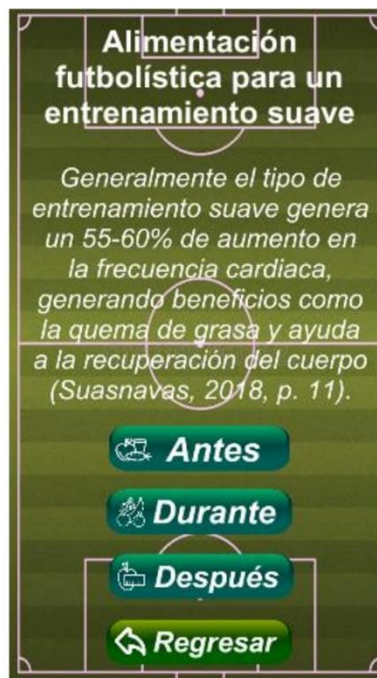 Alimentación
futbolística para un
entrenamiento suave
Generalmente el tipo de
entrenamiento suave genera
un 55-60% de aumento en
la frecuencia cardiaca,
generando beneficios como
la quema de grasa y ayuda
a la recuperación del cuerpo
(Suasnavas, 2018, p. 11).
Antes
Durante
Después
Regresar